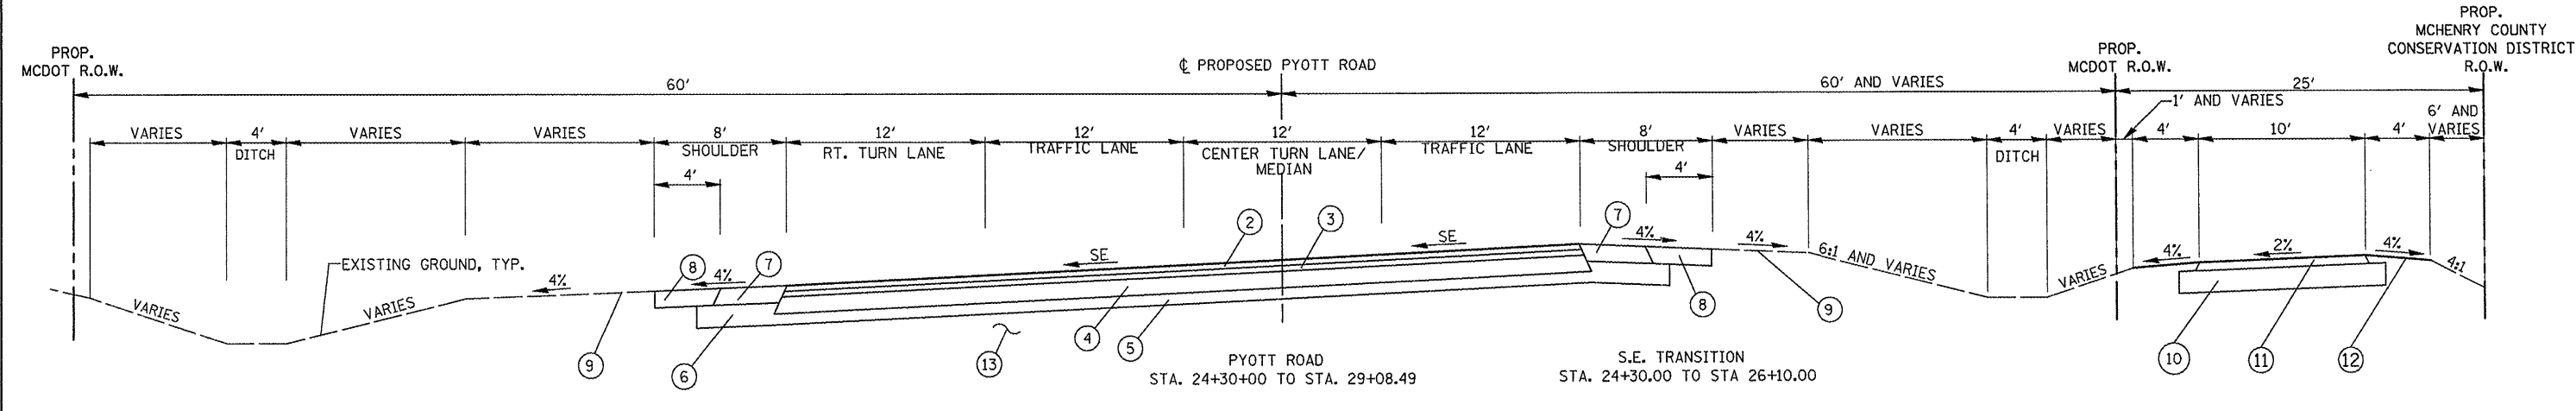 PROP.
MCHENRY COUNTY
CONSERVATION DISTRICT
R.O.W.
PROP.
MCDOT R.O.W.
℄ PROPOSED PYOTT ROAD
PROP.
MCDOT R.O.W.
60'
60' AND VARIES
25'
1' AND VARIES
VARIES
4'
DITCH
VARIES
VARIES
8'
SHOULDER
12'
RT. TURN LANE
12'
TRAFFIC LANE
12'
CENTER TURN LANE/
MEDIAN
12'
TRAFFIC LANE
8'
SHOULDER
VARIES
VARIES
4'
DITCH
VARIES
4'
10'
4'
6' AND
VARIES
4'
4'
2
3
7
SE
SE
4%
4%
6:1 AND VARIES
VARIES
4%
2%
4%
4:1
EXISTING GROUND, TYP.
VARIES
VARIES
4%
8
4%
7
9
6
13
4
5
8
9
10
11
12
PYOTT ROAD
STA. 24+30+00 TO STA. 29+08.49
S.E. TRANSITION
STA. 24+30.00 TO STA 26+10.00